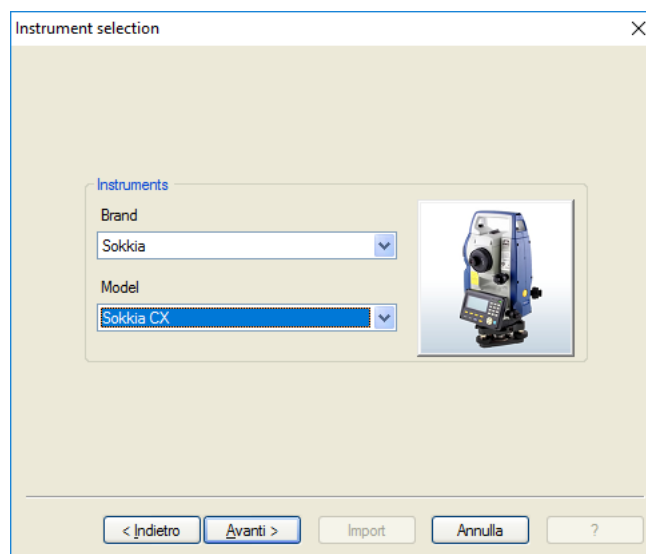 Instrument selection
Instruments
Brand
Sokkia
Model
Sokkia CX
< Indietro
Avanti >
Import
Annulla
?